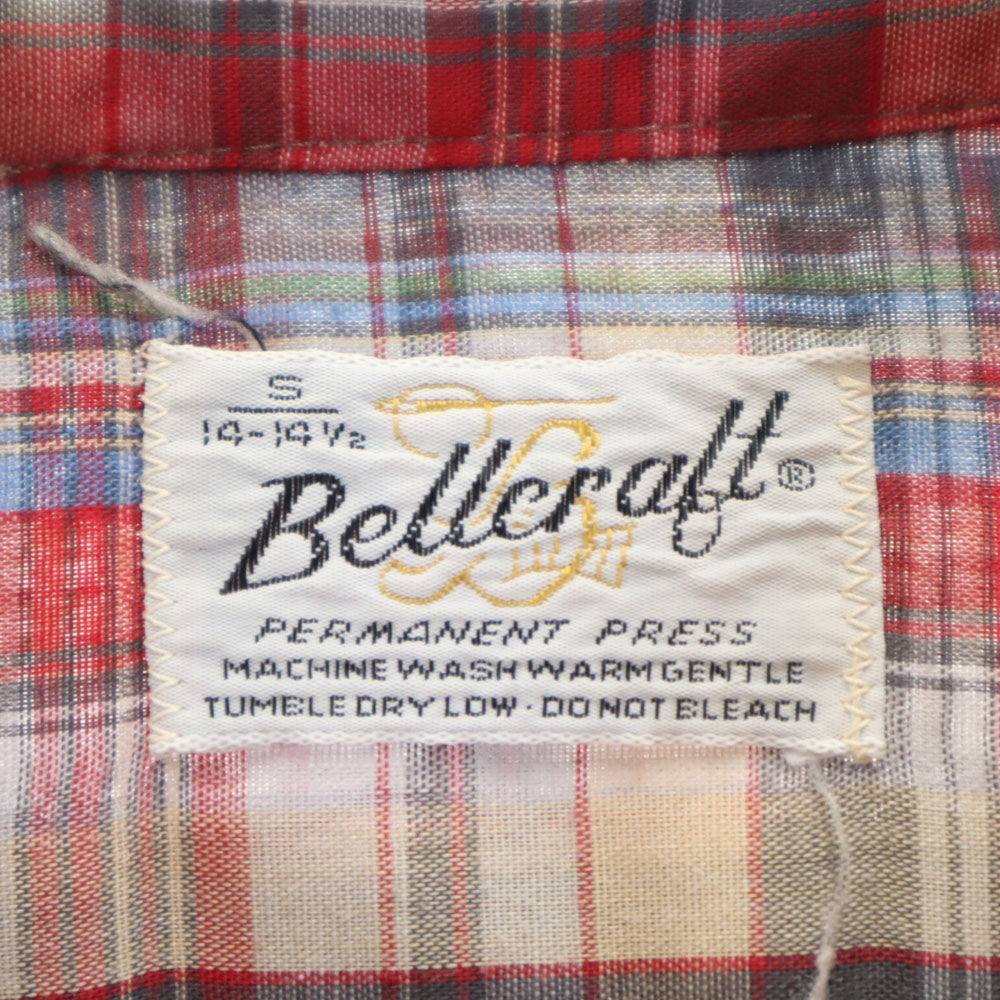 S
14-14½
Bellcraft®
PERMANENT PRESS
MACHINE WASH WARM GENTLE
TUMBLE DRY LOW · DO NOT BLEACH